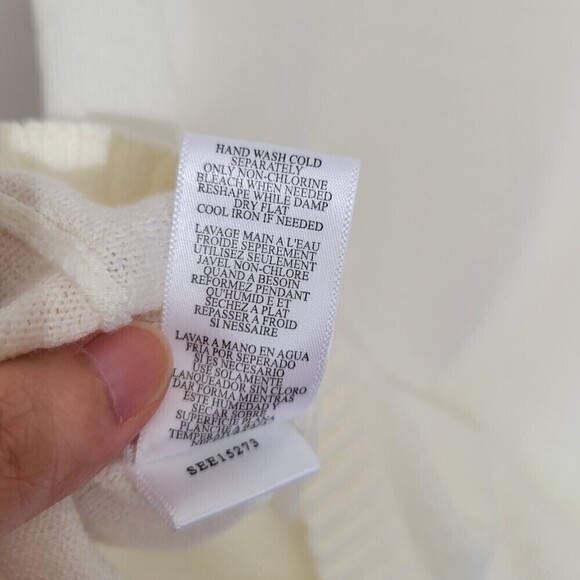 HAND WASH COLD
SEPARATELY
ONLY NON-CHLORINE
BLEACH WHEN NEEDED
RESHAPE WHILE DAMP
DRY FLAT
COOL IRON IF NEEDED
LAVAGE MAIN A L'EAU
FROIDE SEPEREMENT
UTILISEZ SEULEMENT
JAVEL NON-CHLORE
QUAND A BESOIN
REFORMEZ PENDANT
QU'HUMID E ET
SECHEZ A PLAT
REPASSER A FROID
SI NESSAIRE
LAVAR A MANO EN AGUA
FRIA POR SEPERADO
SI ES NECESARIO
USE SOLAMENTE
LANQUEADOR SIN CLORO
DAR FORMA MIENTRAS
ESTE HUMEDAD Y
SECAR SOBRE
SUPERFICIE
PLANCHE A
SEE15273